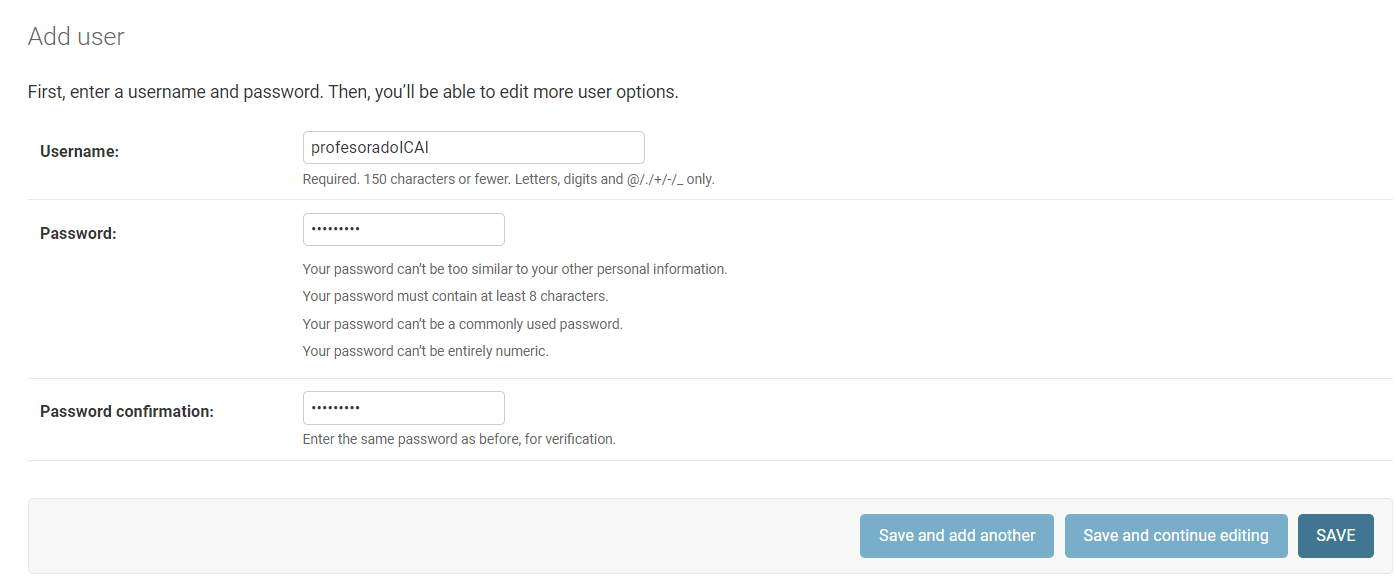 Add user
First, enter a username and password. Then, you’ll be able to edit more user options.
Username:
profesoradoICAI
Required. 150 characters or fewer. Letters, digits and @/./+/-/_ only.
Password:
•••••••••
Your password can’t be too similar to your other personal information.
Your password must contain at least 8 characters.
Your password can’t be a commonly used password.
Your password can’t be entirely numeric.
Password confirmation:
•••••••••
Enter the same password as before, for verification.
Save and add another
Save and continue editing
SAVE